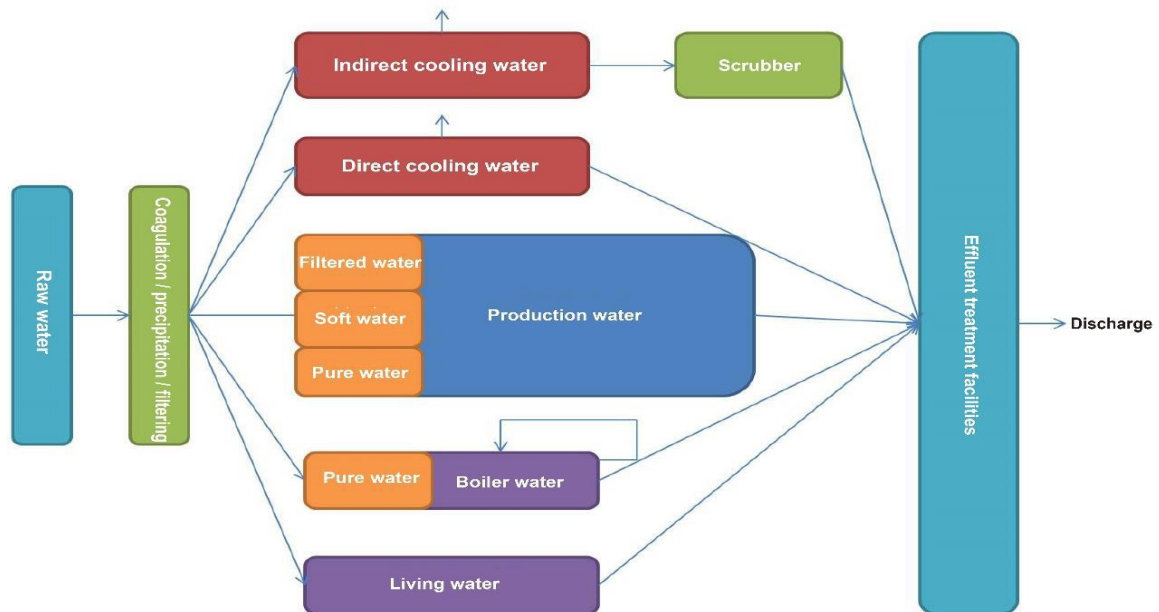 Indirect cooling water
Scrubber
Direct cooling water
Raw water
Coagulation / precipitation / filtering
Filtered water
Soft water
Pure water
Production water
Pure water
Boiler water
Living water
Effluent treatment facilities
Discharge